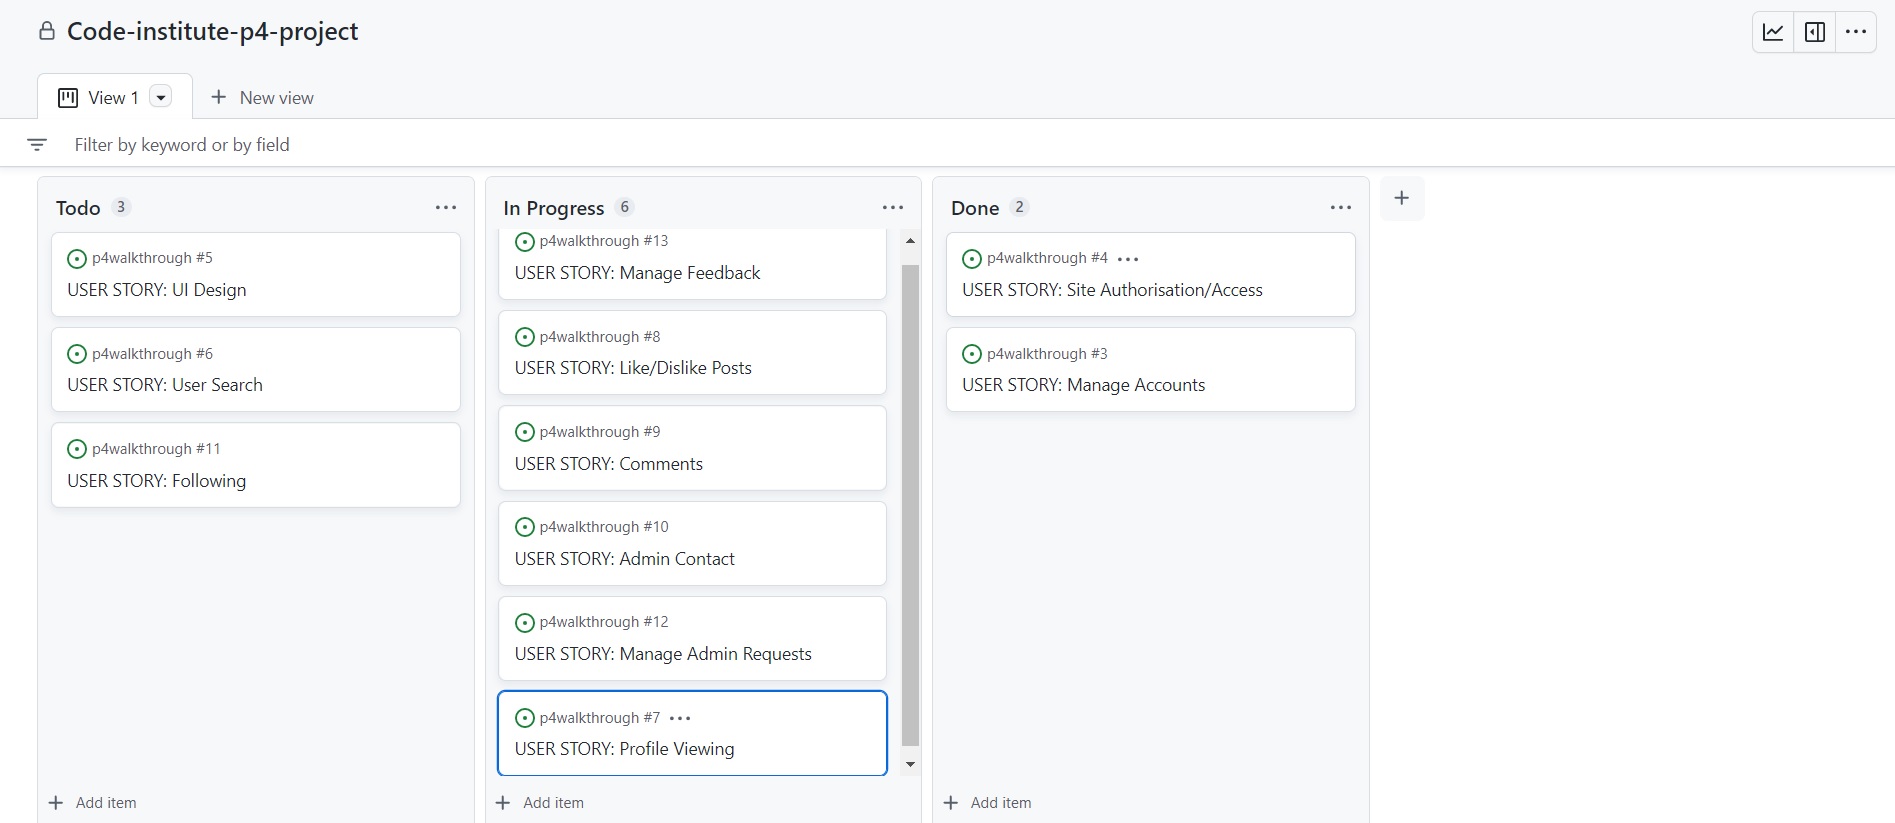 Code-institute-p4-project
View 1
New view
Filter by keyword or by field
Todo 3
p4walkthrough #5
USER STORY: UI Design
p4walkthrough #6
USER STORY: User Search
p4walkthrough #11
USER STORY: Following
Add item
In Progress 6
p4walkthrough #13
USER STORY: Manage Feedback
p4walkthrough #8
USER STORY: Like/Dislike Posts
p4walkthrough #9
USER STORY: Comments
p4walkthrough #10
USER STORY: Admin Contact
p4walkthrough #12
USER STORY: Manage Admin Requests
p4walkthrough #7
USER STORY: Profile Viewing
Add item
Done 2
p4walkthrough #4
USER STORY: Site Authorisation/Access
p4walkthrough #3
USER STORY: Manage Accounts
Add item